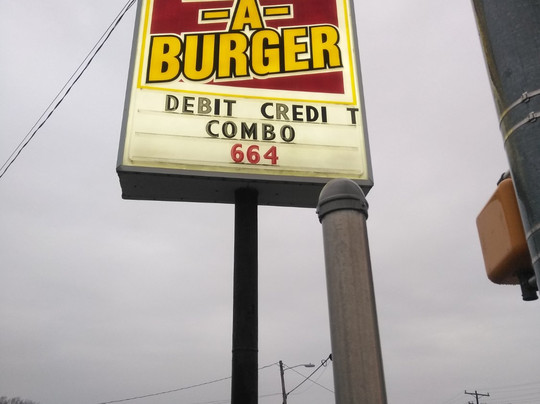 -A-
BURGER
DEBIT CREDI T
COMBO
664